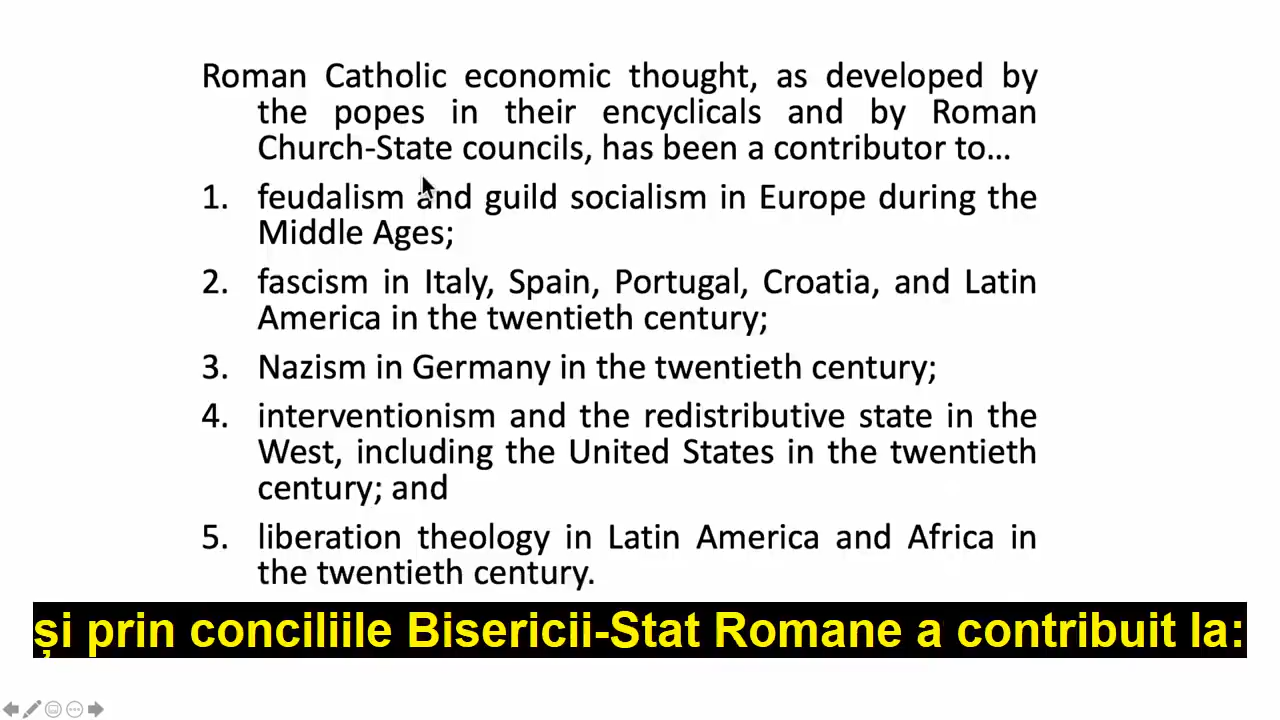 Roman Catholic economic thought, as developed by
the popes in their encyclicals and by Roman
Church-State councils, has been a contributor to...
1. feudalism and guild socialism in Europe during the
Middle Ages;
2. fascism in Italy, Spain, Portugal, Croatia, and Latin
America in the twentieth century;
3. Nazism in Germany in the twentieth century;
4. interventionism and the redistributive state in the
West, including the United States in the twentieth
century; and
5. liberation theology in Latin America and Africa in
the twentieth century.
și prin conciliile Bisericii-Stat Romane a contribuit la: